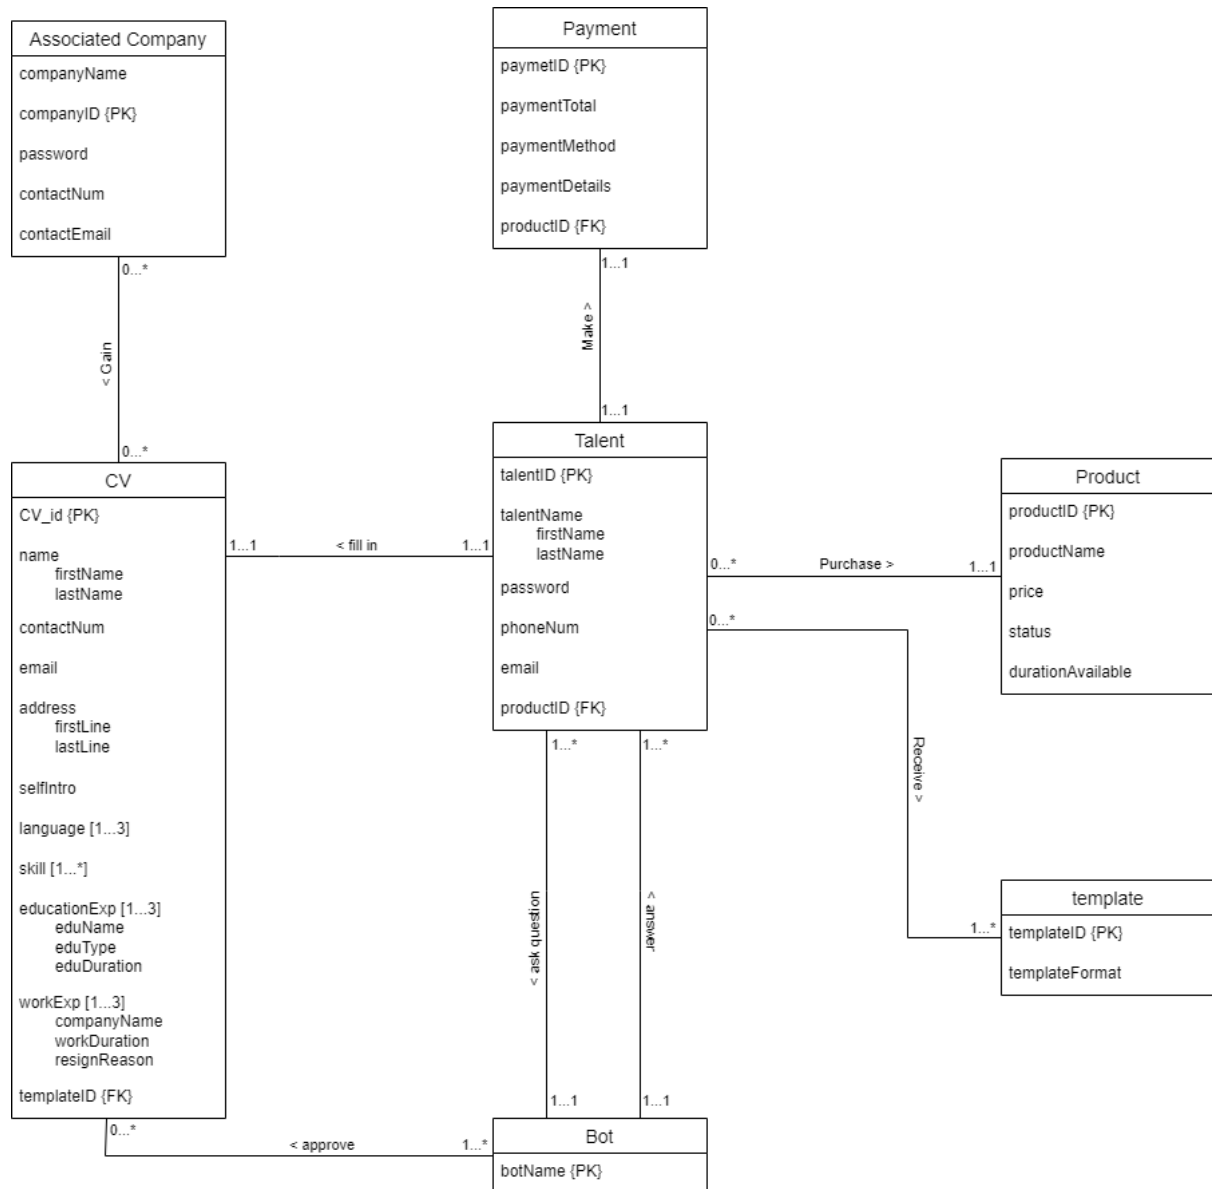 Associated Company
companyName
companyID {PK}
password
contactNum
contactEmail
Payment
paymetID {PK}
paymentTotal
paymentMethod
paymentDetails
productID {FK}
0...*
< Gain
0...*
1...1
Make >
1...1
CV
CV_id {PK}
name
firstName
lastName
contactNum
email
address
firstLine
lastLine
selfIntro
language [1...3]
skill [1...*]
educationExp [1...3]
eduName
eduType
eduDuration
workExp [1...3]
companyName
workDuration
resignReason
templateID {FK}
1...1
< fill in
1...1
Talent
talentID {PK}
talentName
firstName
lastName
password
phoneNum
email
productID {FK}
0...*
Purchase >
1...1
Product
productID {PK}
productName
price
status
durationAvailable
0...*
Receive >
1...*
template
templateID {PK}
templateFormat
1...*
< ask question
1...1
1...*
< answer
1...1
0...*
< approve
1...*
Bot
botName {PK}